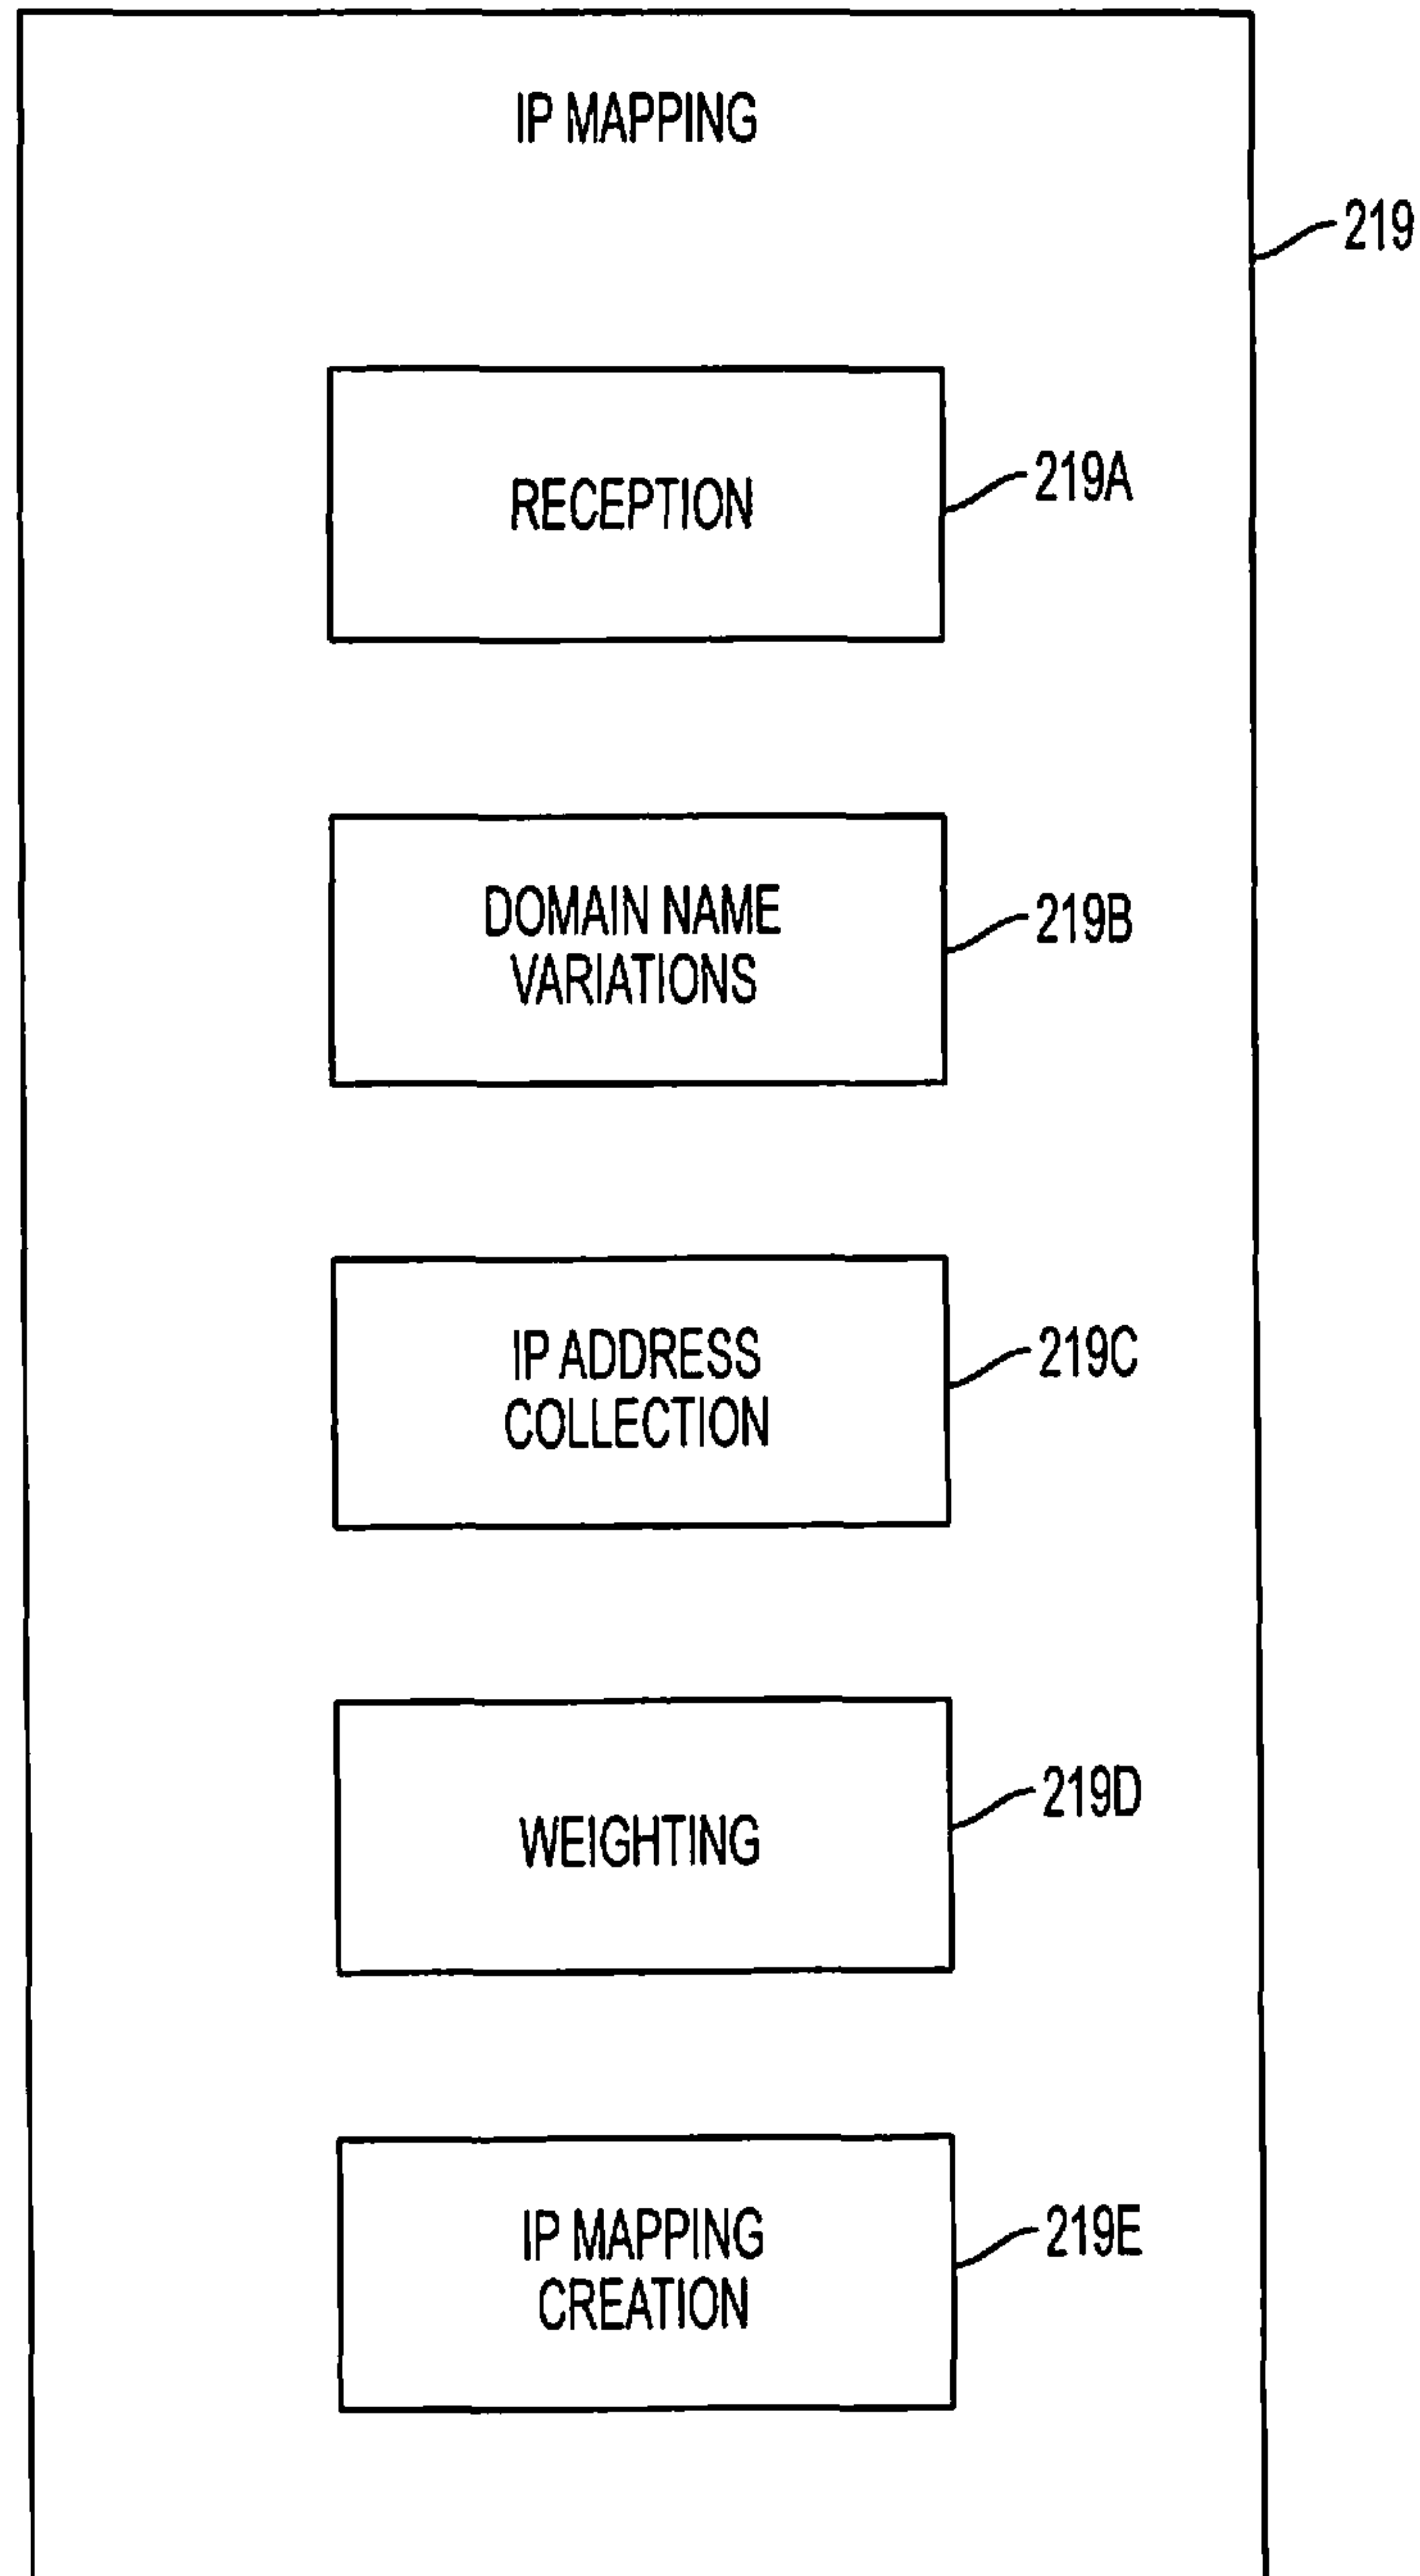 IP MAPPING
219
RECEPTION
219A
DOMAIN NAME
VARIATIONS
219B
IP ADDRESS
COLLECTION
219C
WEIGHTING
219D
IP MAPPING
CREATION
219E